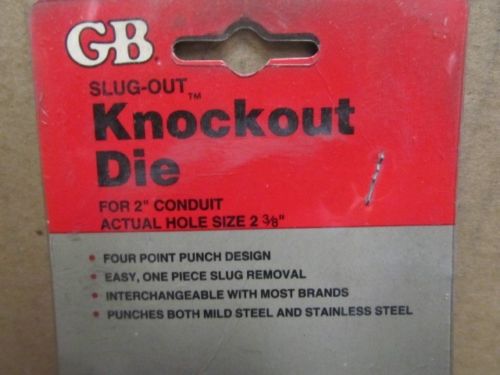 GB
SLUG-OUT™
Knockout
Die
FOR 2" CONDUIT
ACTUAL HOLE SIZE 2 3/8"
• FOUR POINT PUNCH DESIGN
• EASY, ONE PIECE SLUG REMOVAL
• INTERCHANGEABLE WITH MOST BRANDS
• PUNCHES BOTH MILD STEEL AND STAINLESS STEEL